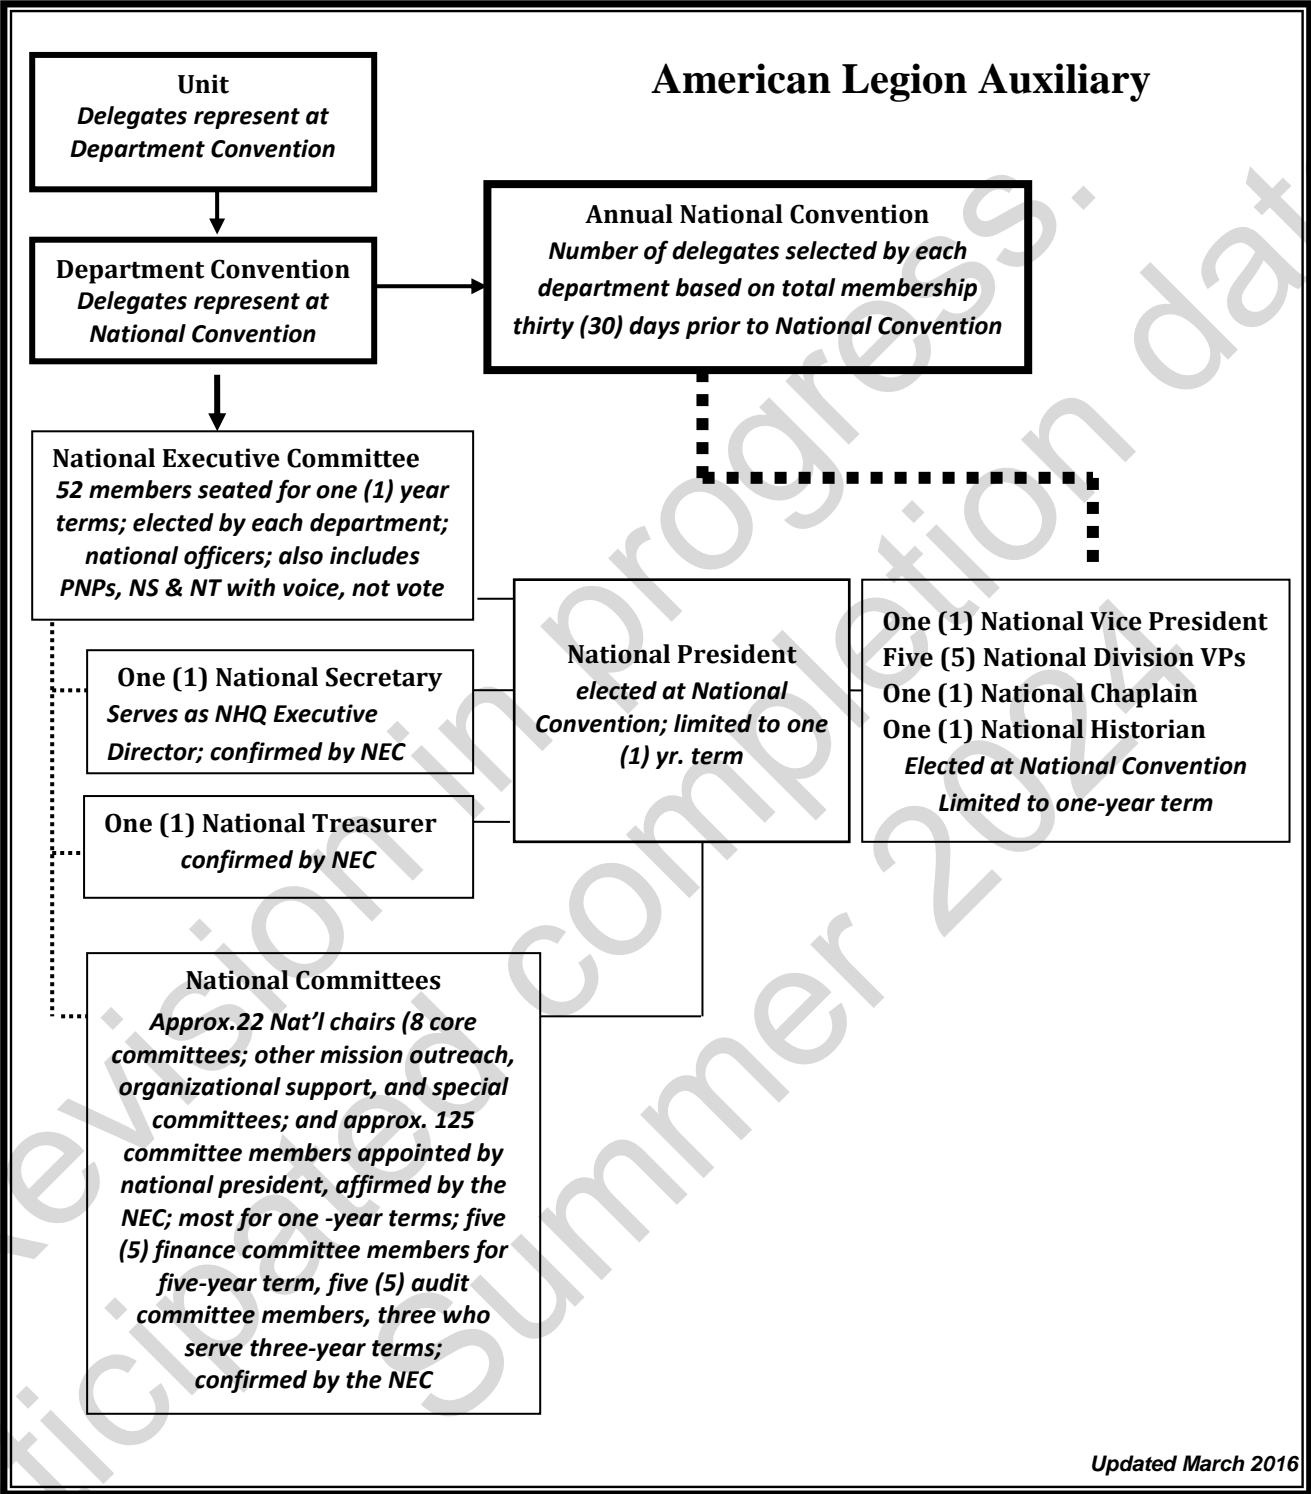 American Legion Auxiliary
Unit
Delegates represent at
Department Convention
Department Convention
Delegates represent at
National Convention
Annual National Convention
Number of delegates selected by each
department based on total membership
thirty (30) days prior to National Convention
National Executive Committee
52 members seated for one (1) year
terms; elected by each department;
national officers; also includes
PNPs, NS & NT with voice, not vote
One (1) National Secretary
Serves as NHQ Executive
Director; confirmed by NEC
One (1) National Treasurer
confirmed by NEC
National President
elected at National
Convention; limited to one
(1) yr. term
One (1) National Vice President
Five (5) National Division VPs
One (1) National Chaplain
One (1) National Historian
Elected at National Convention
Limited to one-year term
National Committees
Approx.22 Nat’l chairs (8 core
committees; other mission outreach,
organizational support, and special
committees; and approx. 125
committee members appointed by
national president, affirmed by the
NEC; most for one -year terms; five
(5) finance committee members for
five-year term, five (5) audit
committee members, three who
serve three-year terms;
confirmed by the NEC
Revision in progress.
ticipated completion dat
Summer 2024
Updated March 2016